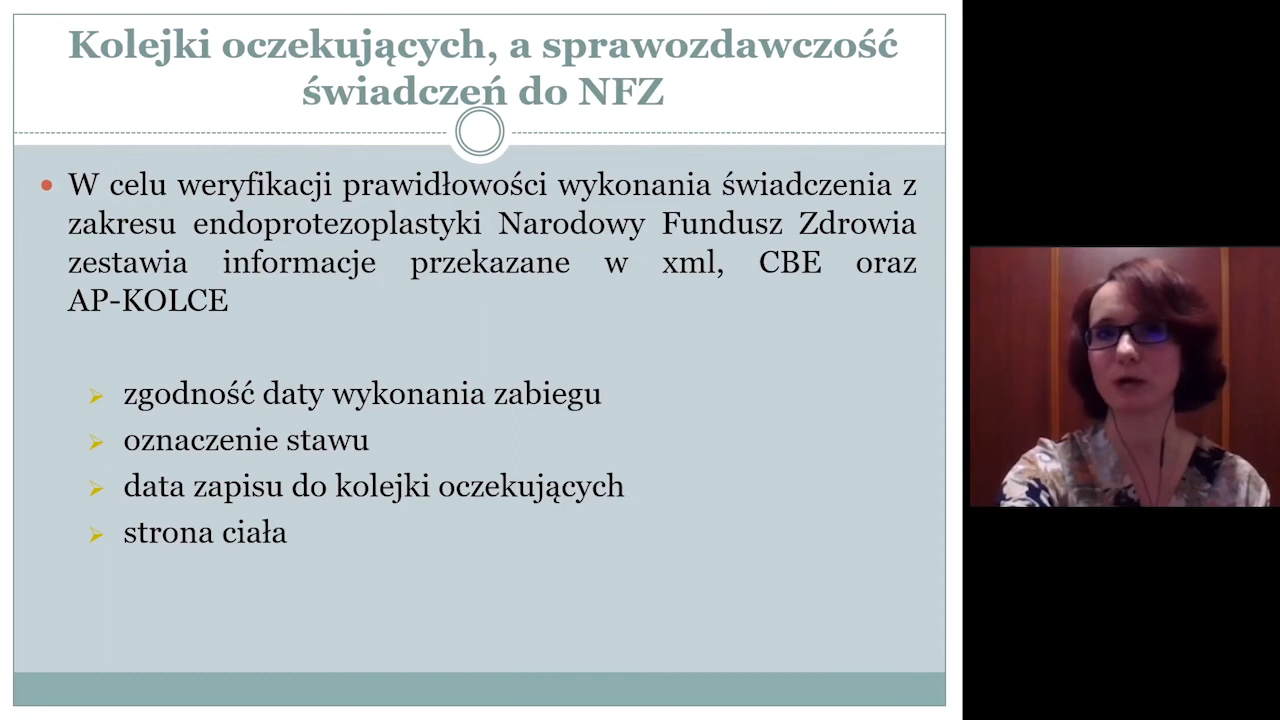 Kolejki oczekujących, a sprawozdawczość
świadczeń do NFZ
W celu weryfikacji prawidłowości wykonania świadczenia z
zakresu endoprotezoplastyki Narodowy Fundusz Zdrowia
zestawia informacje przekazane w xml, CBE oraz
AP-KOLCE
zgodność daty wykonania zabiegu
oznaczenie stawu
data zapisu do kolejki oczekujących
strona ciała